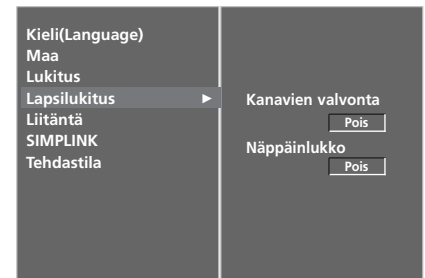 Kieli(Language)
Maa
Lukitus
Lapsilukitus ►
Liitäntä
SIMPLINK
Tehdastila
Kanavien valvonta
Pois
Näppäinlukko
Pois